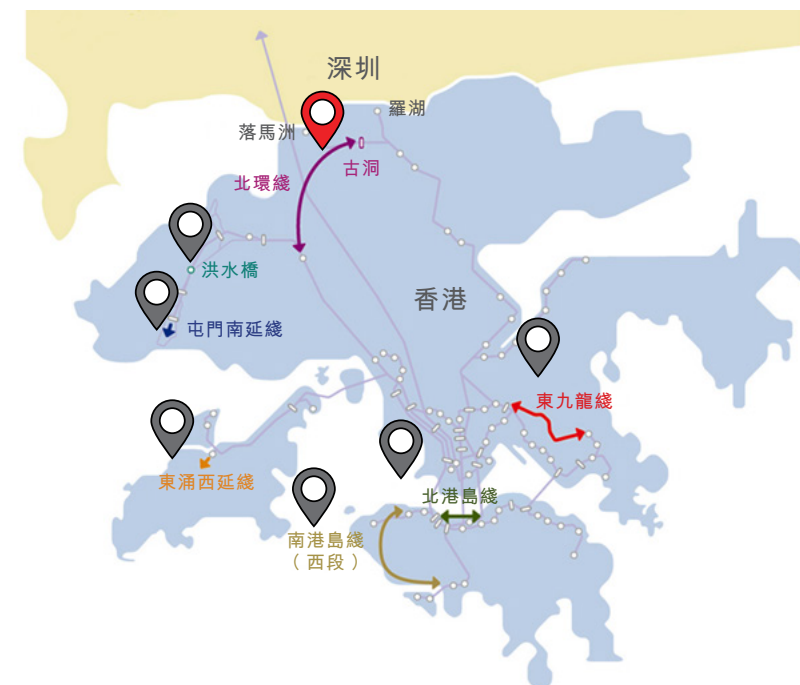 深圳
羅湖
落馬洲
古洞
北環綫
洪水橋
香港
屯門南延綫
東九龍綫
東涌西延綫
北港島綫
南港島綫
（西段）